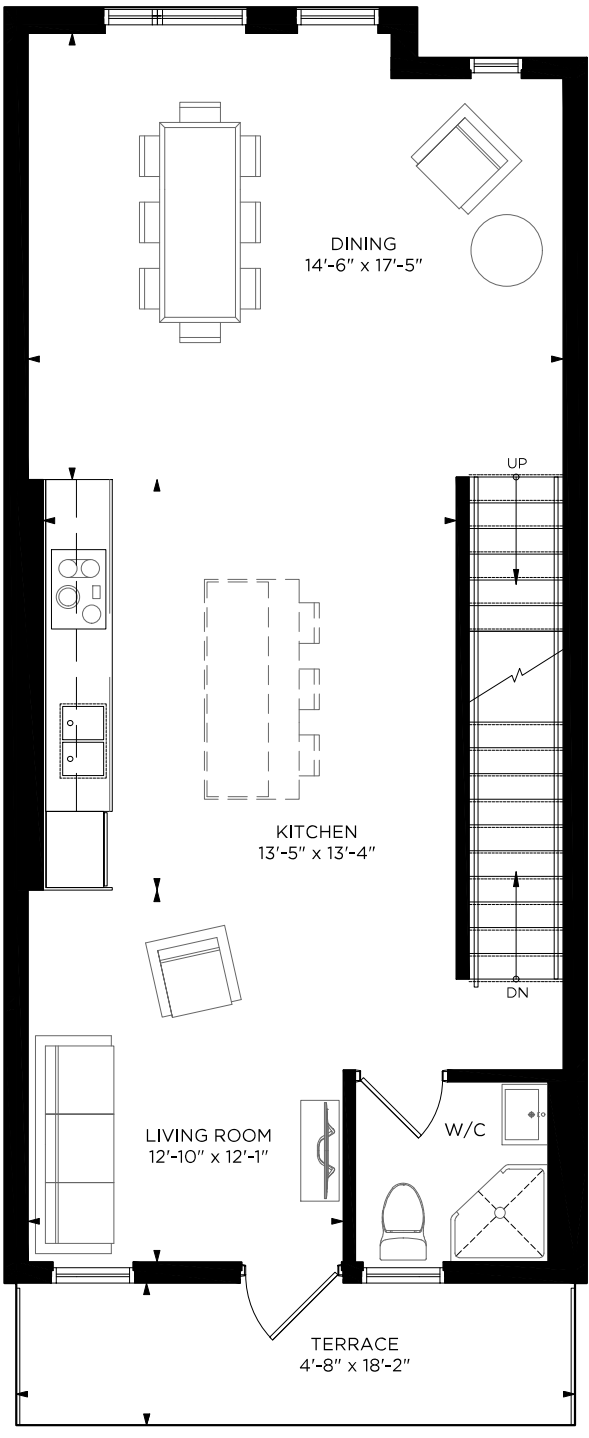 DINING
14'-6" x 17'-5"
UP
KITCHEN
13'-5" x 13'-4"
DN
W/C
LIVING ROOM
12'-10" x 12'-1"
TERRACE
4'-8" x 18'-2"